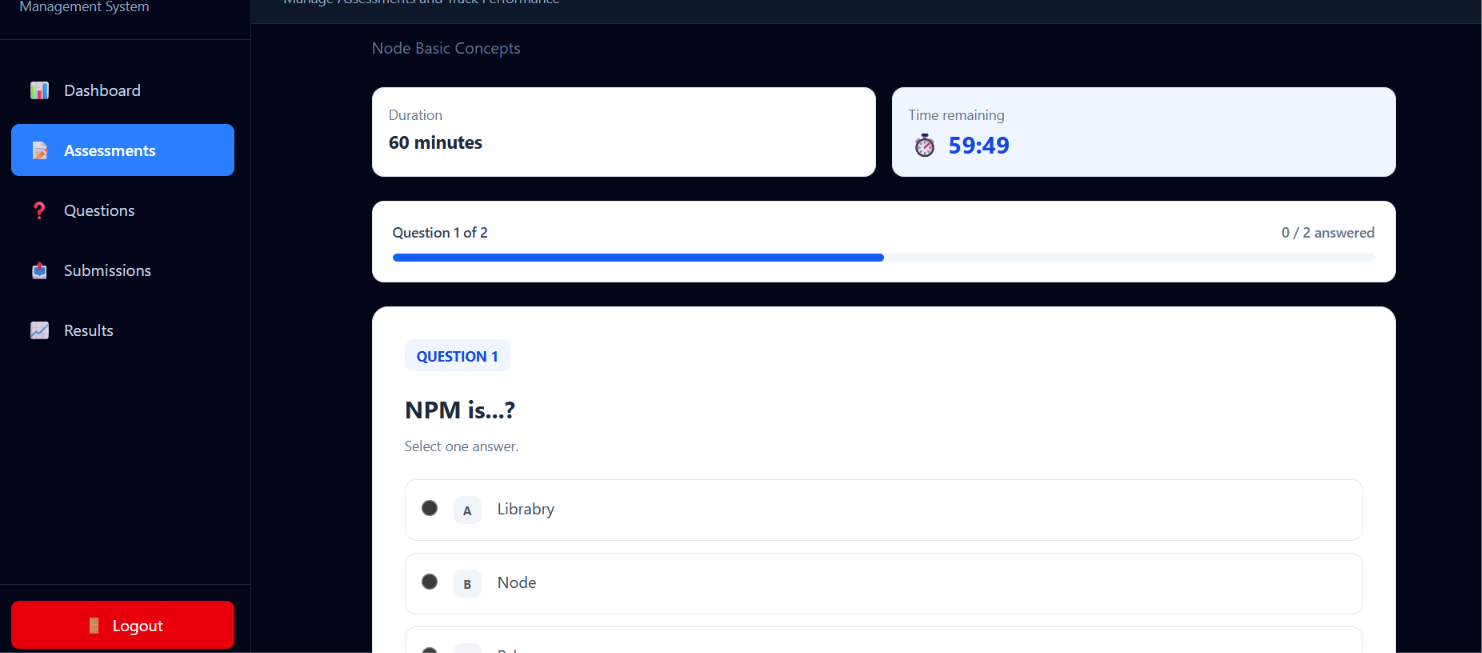 Management System
Manage Assessments and Track Performance
Dashboard
Assessments
Questions
Submissions
Results
Logout
Node Basic Concepts
Duration
60 minutes
Time remaining
59:49
Question 1 of 2
0 / 2 answered
QUESTION 1
NPM is...?
Select one answer.
A Librabry
B Node